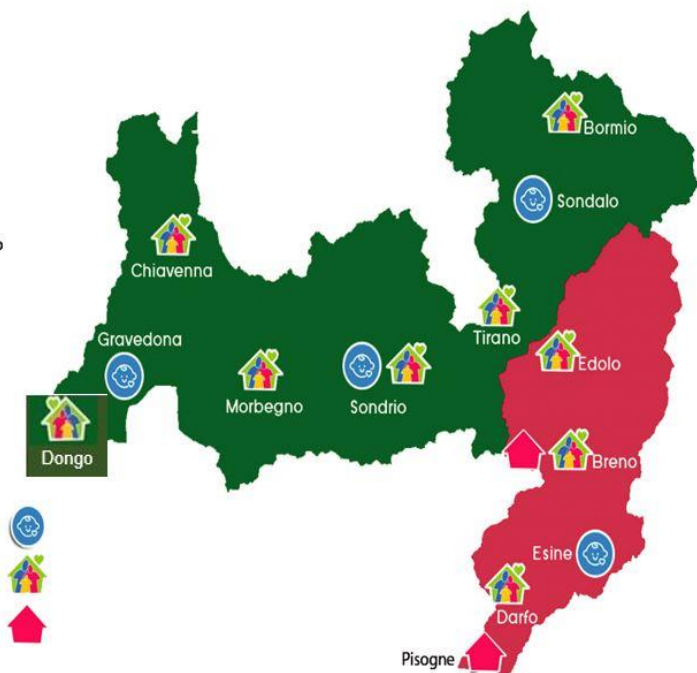 Bormio
Sondalo
Chiavenna
Tirano
Gravedona
Edolo
Morbegno
Sondrio
Dongo
Breno
Esine
Darfo
Pisogne